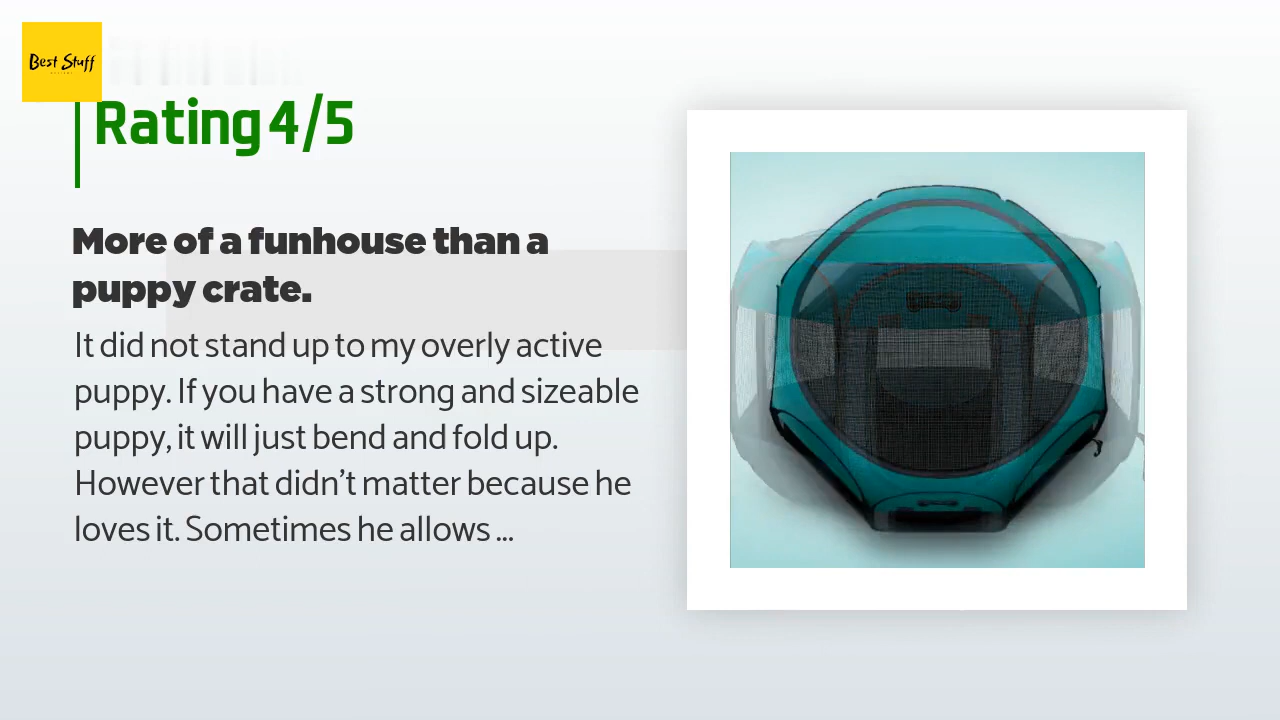 Best Stuff
Rating 4/5
More of a funhouse than a
puppy crate.
It did not stand up to my overly active
puppy. If you have a strong and sizeable
puppy, it will just bend and fold up.
However that didn’t matter because he
loves it. Sometimes he allows ...